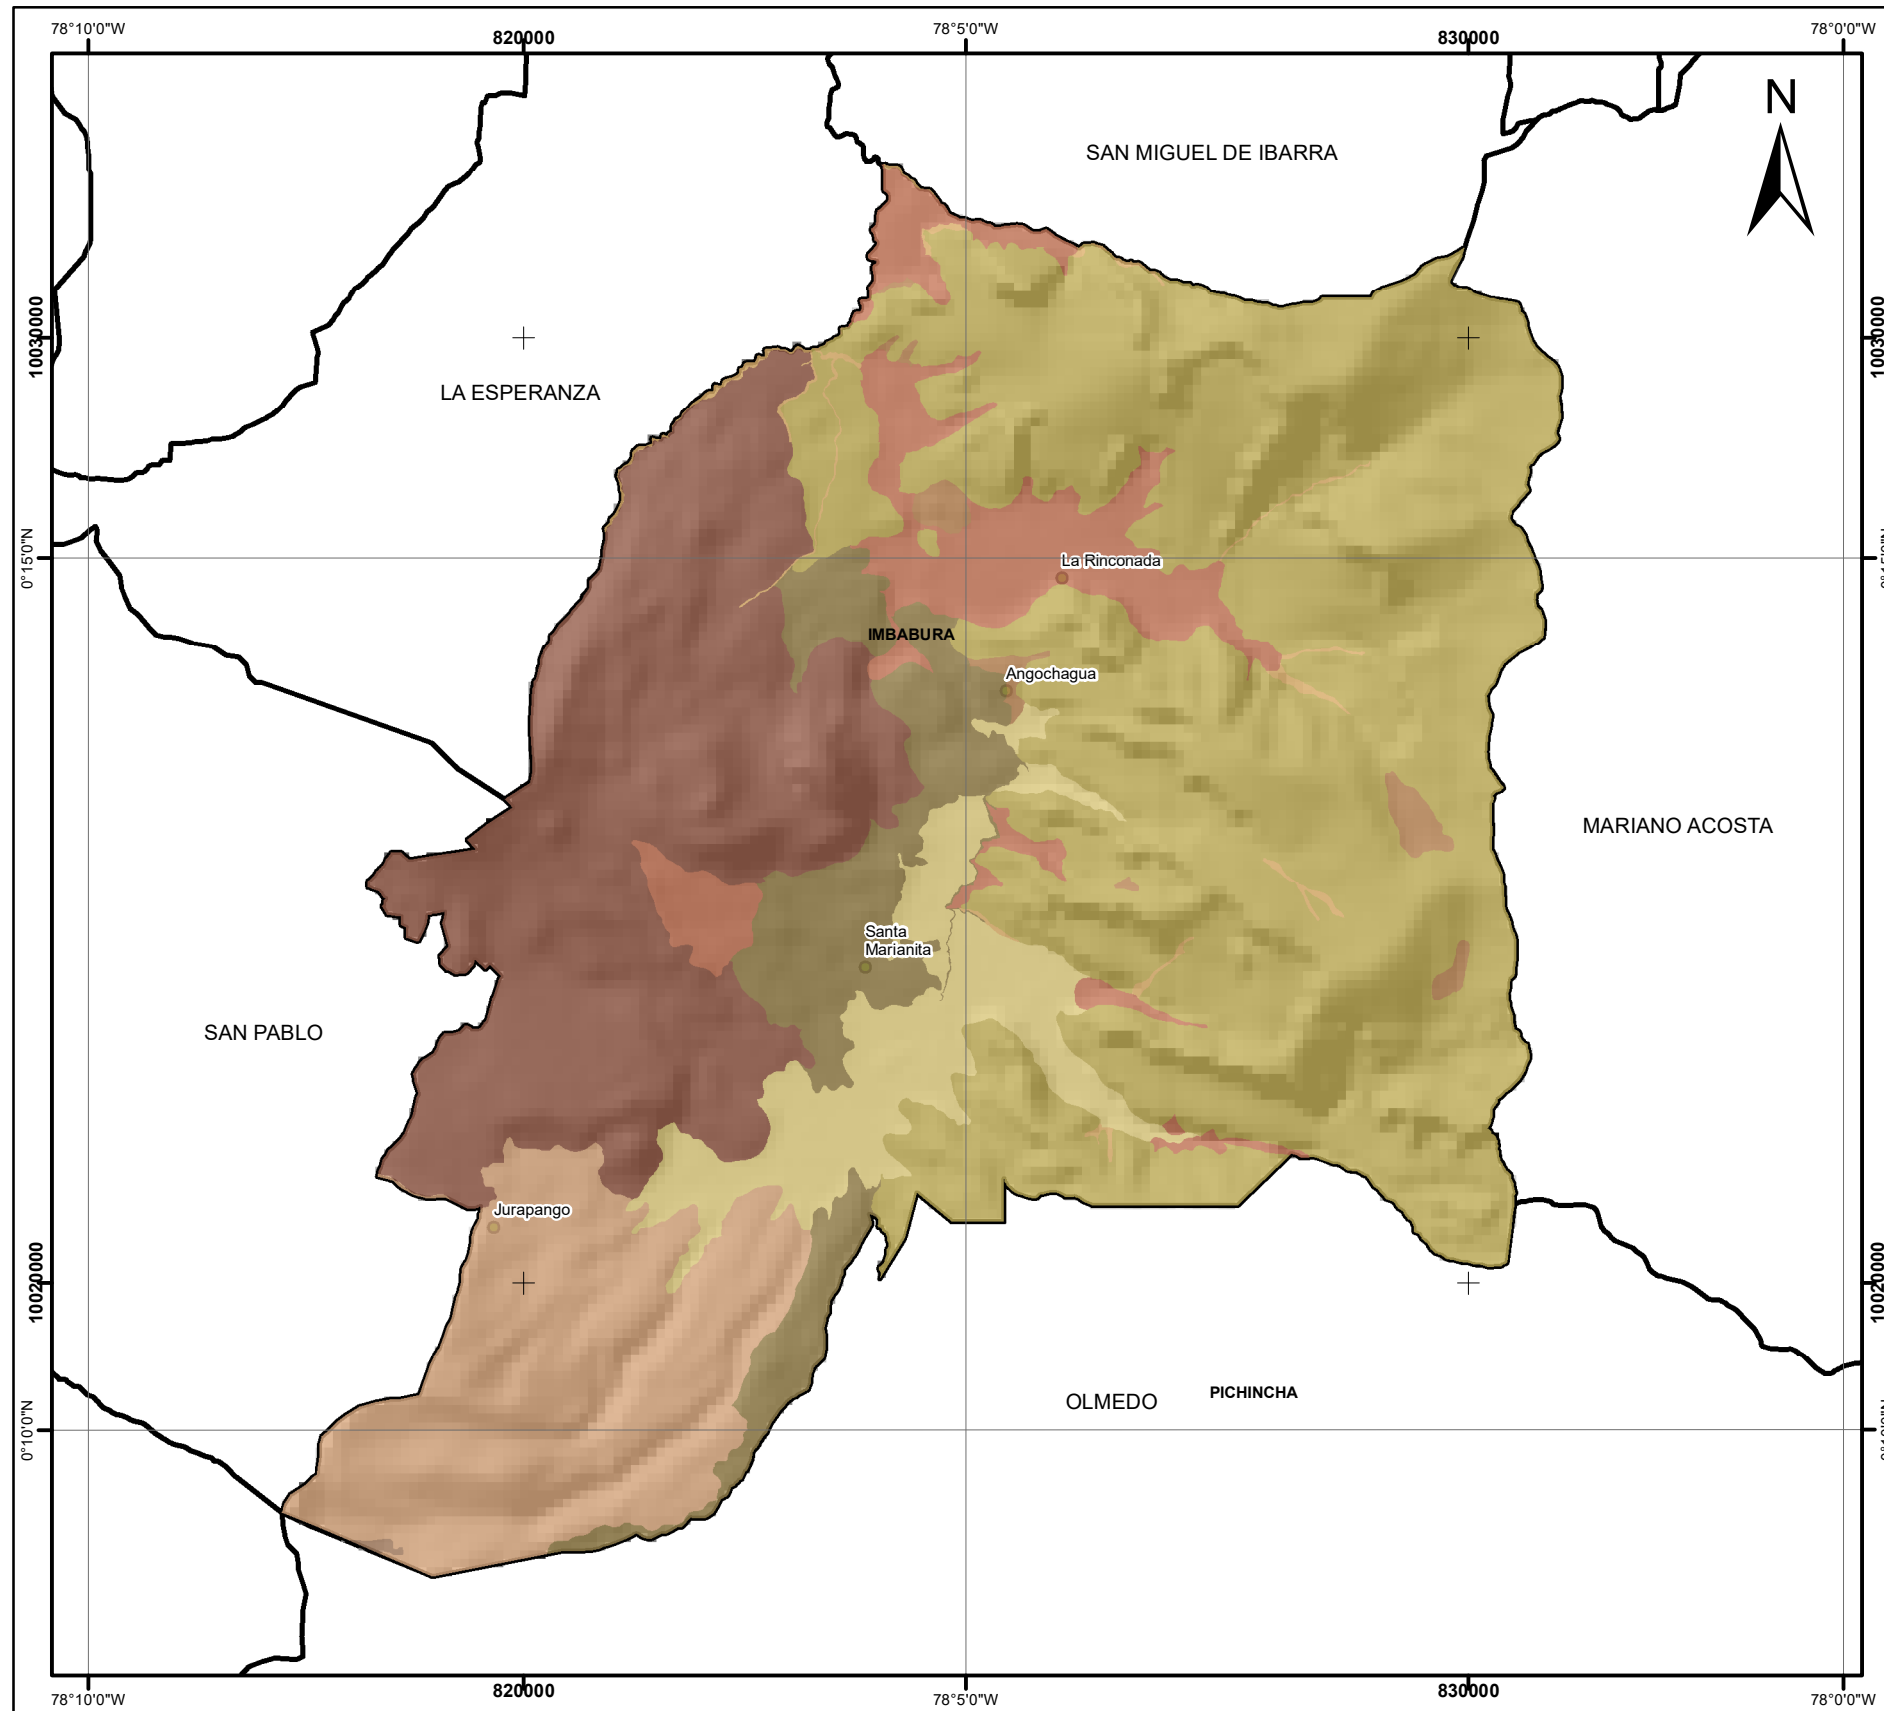 78°10'0"W
78°5'0"W
78°0'0"W
820000
830000
N
SAN MIGUEL DE IBARRA
10030000
10030000
LA ESPERANZA
0°15'0"N
La Rinconada
IMBABURA
Angochagua
MARIANO ACOSTA
Santa
Marianita
SAN PABLO
Jurapango
10020000
10020000
OLMEDO
PICHINCHA
0°10'0"N
820000
830000
78°10'0"W
78°5'0"W
78°0'0"W